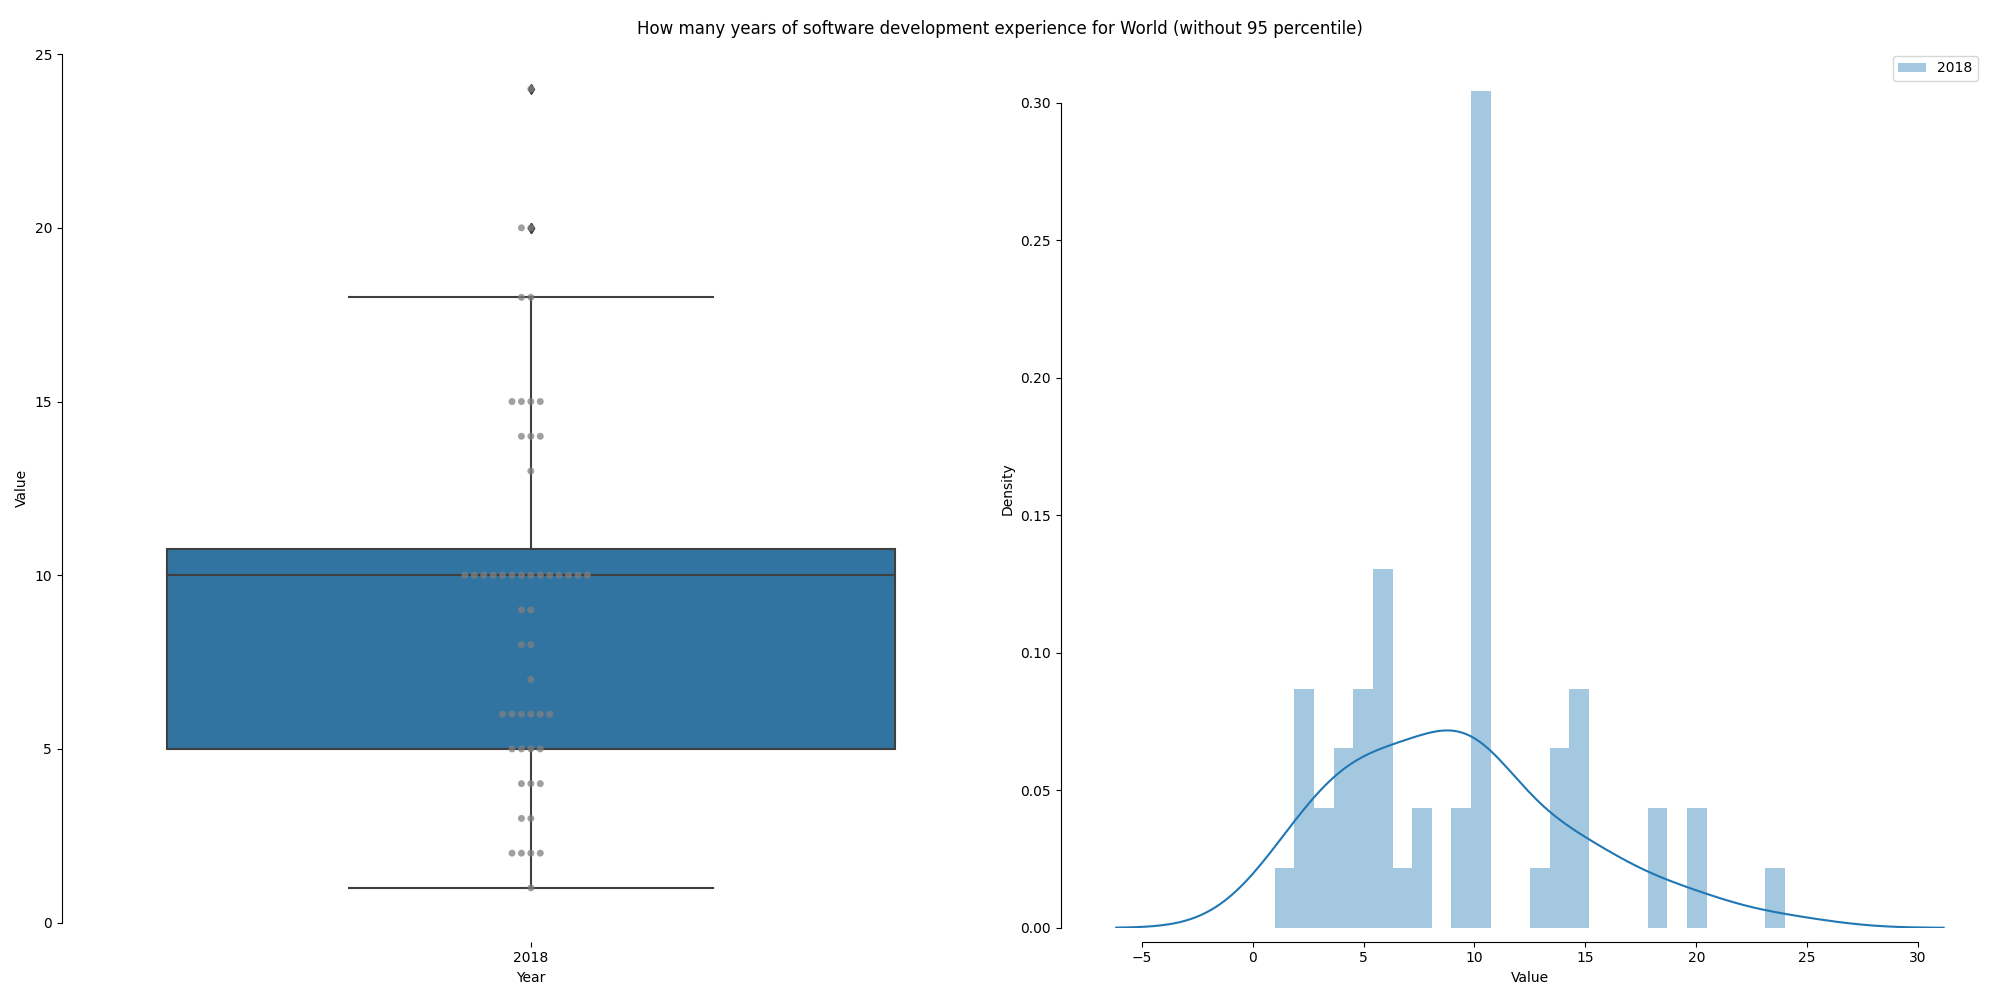 How many years of software development experience for World (without 95 percentile)
25
20
15
10
5
0
Value
2018
Year
2018
0.30
0.25
0.20
0.15
0.10
0.05
0.00
Density
−5 0 5 10 15 20 25 30
Value